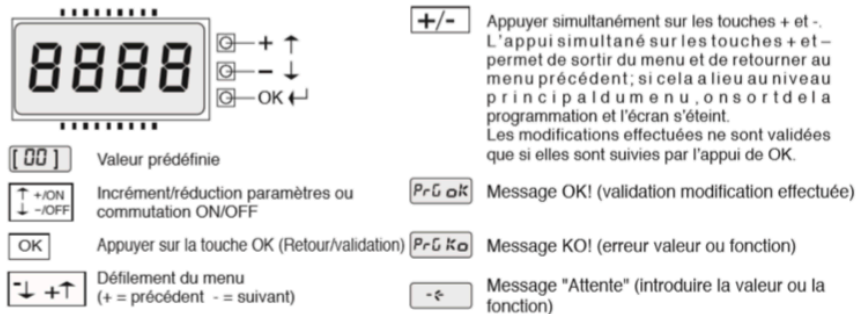 8888
+ ↑
- ↓
OK ↵
[ 00 ]
Valeur prédéfinie
↑ +/ON
↓ -/OFF
Incrément/réduction paramètres ou
commutation ON/OFF
OK
Appuyer sur la touche OK (Retour/validation)
-↓ +↑
Défilement du menu
(+ = précédent - = suivant)
+/-
Appuyer simultanément sur les touches + et -.
L'appui simultané sur les touches + et –
permet de sortir du menu et de retourner au
menu précédent; si cela a lieu au niveau
principal du menu, on sort de la
programmation et l'écran s'éteint.
Les modifications effectuées ne sont validées
que si elles sont suivies par l'appui de OK.
PrG oK
Message OK! (validation modification effectuée)
PrG Ko
Message KO! (erreur valeur ou fonction)
Message "Attente" (introduire la valeur ou la
fonction)